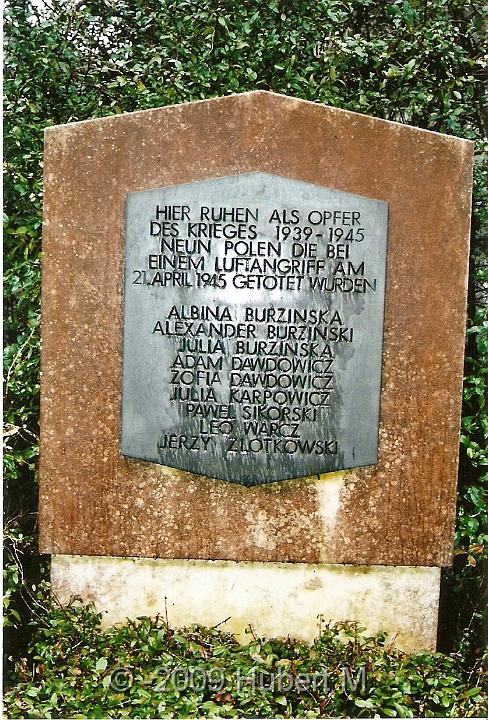 HIER RUHEN ALS OPFER
DES KRIEGES 1939-1945
NEUN POLEN DIE BEI
EINEM LUFTANGRIFF AM
21. APRIL 1945 GETÖTET WURDEN
ALBINA BURZINSKA
ALEXANDER BURZINSKI
JULIA BURZINSKA
ADAM DAWDOWICZ
ZOFIA DAWDOWICZ
JULIA KARPOWICZ
PAWEL SIKORSKI
LEO WARCZ
JERZY ZLOTKOWSKI
© 2009 Hubert M.